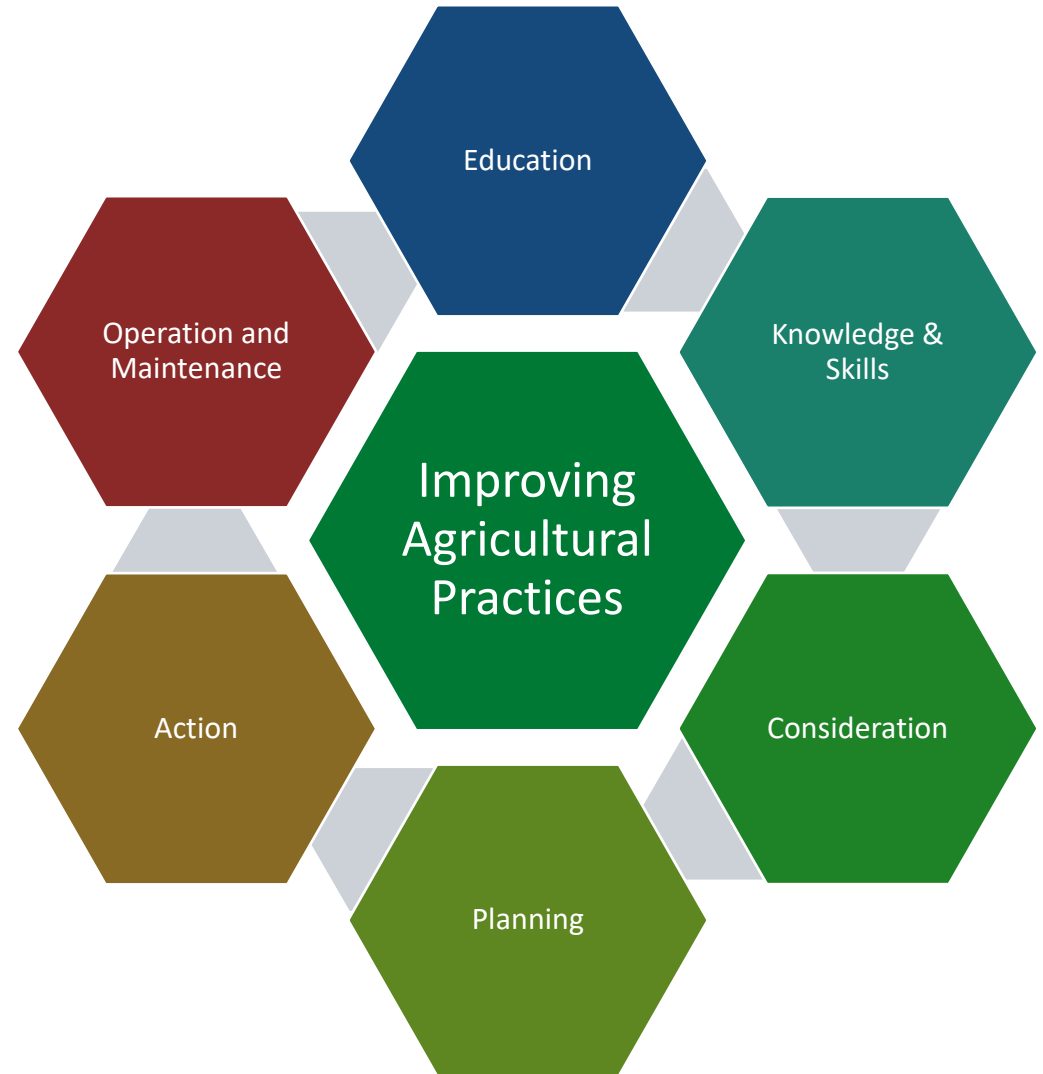 Education
Knowledge &
Skills
Consideration
Planning
Action
Operation and
Maintenance
Improving
Agricultural
Practices